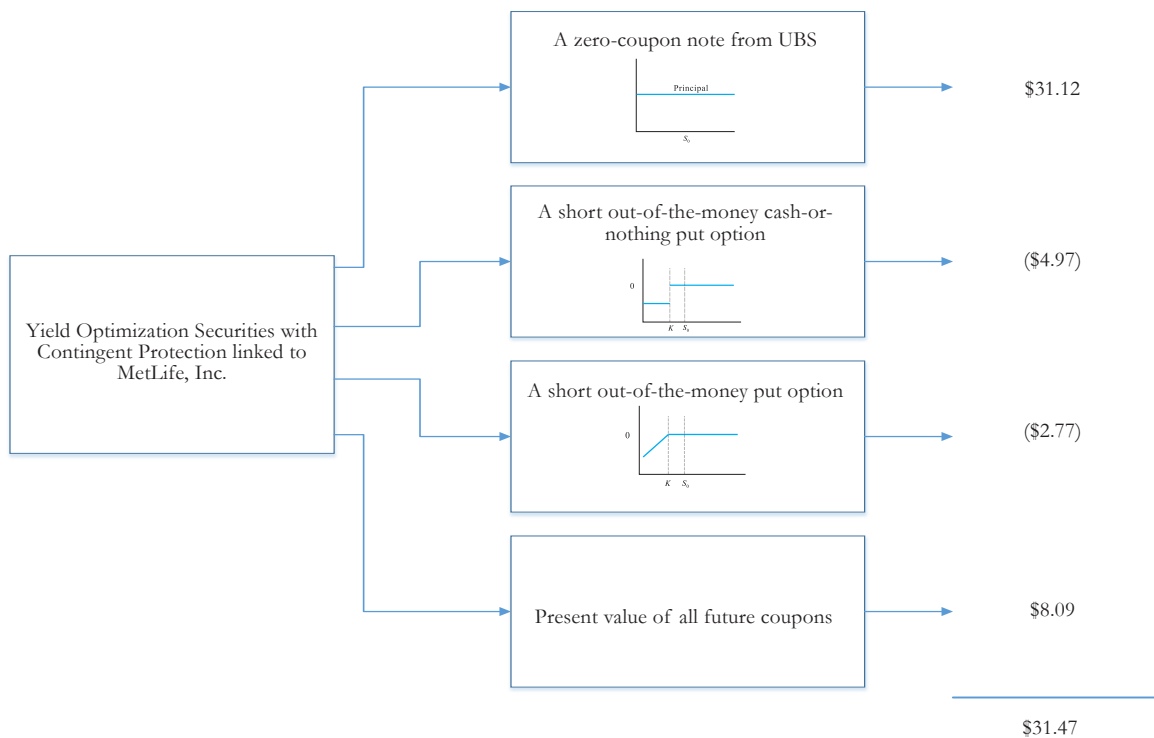 A zero-coupon note from UBS
Principal
S0
$31.12
A short out-of-the-money cash-or-
nothing put option
0
K S0
($4.97)
Yield Optimization Securities with
Contingent Protection linked to
MetLife, Inc.
A short out-of-the-money put option
0
K S0
($2.77)
Present value of all future coupons
$8.09
$31.47